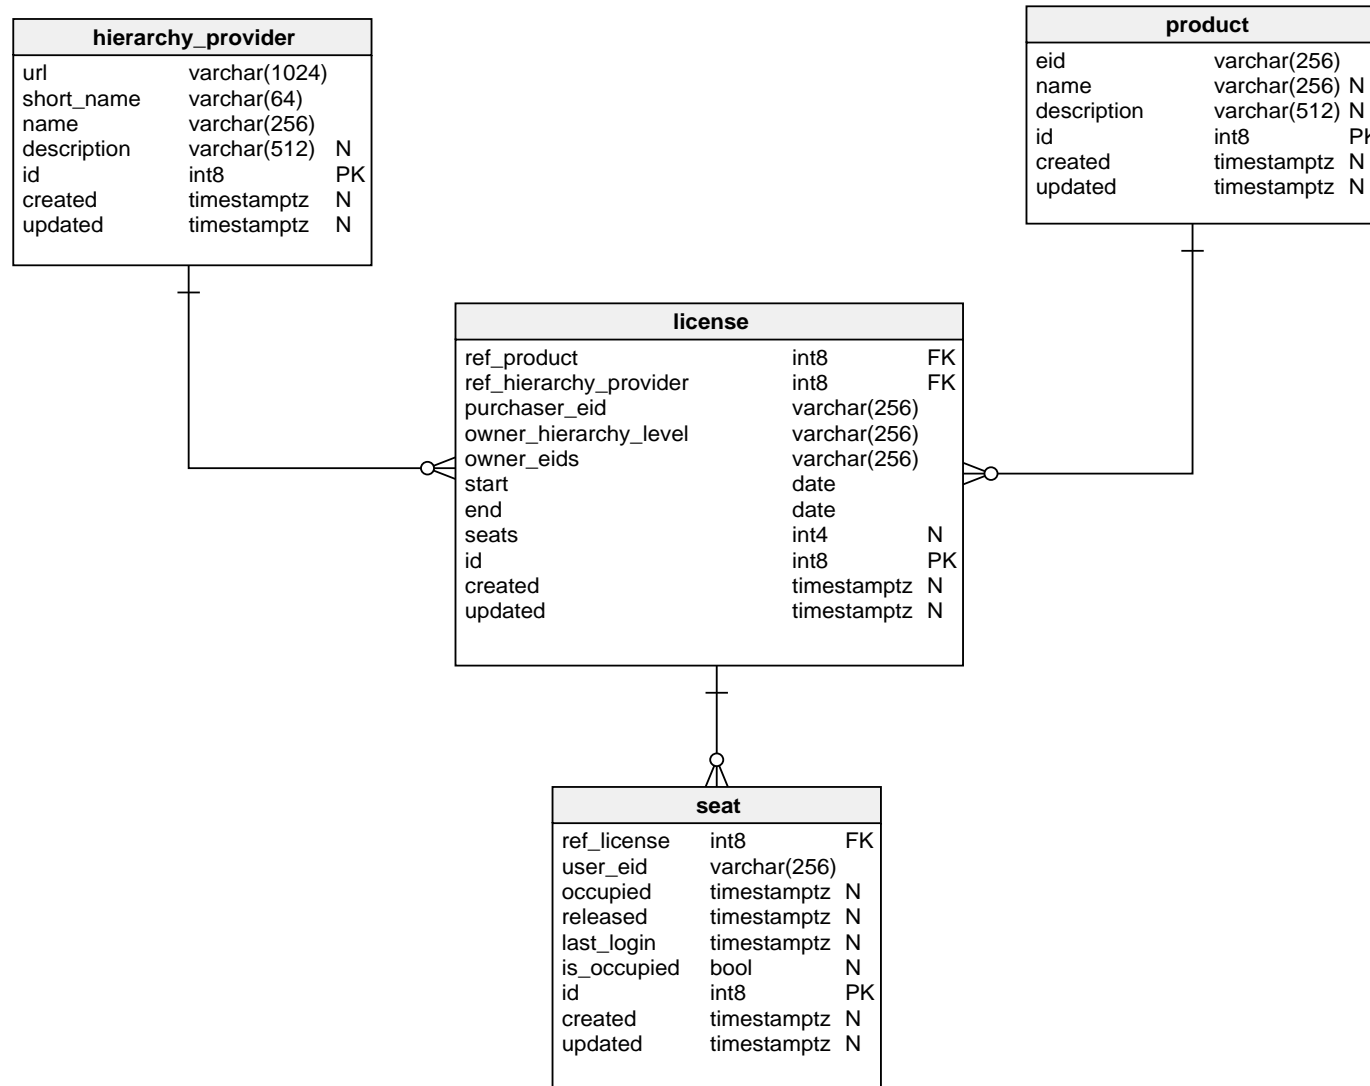 hierarchy_provider
url varchar(1024)
short_name varchar(64)
name varchar(256)
description varchar(512) N
id int8 PK
created timestamptz N
updated timestamptz N
product
eid varchar(256)
name varchar(256) N
description varchar(512) N
id int8 PK
created timestamptz N
updated timestamptz N
license
ref_product int8 FK
ref_hierarchy_provider int8 FK
purchaser_eid varchar(256)
owner_hierarchy_level varchar(256)
owner_eids varchar(256)
start date
end date
seats int4 N
id int8 PK
created timestamptz N
updated timestamptz N
seat
ref_license int8 FK
user_eid varchar(256)
occupied timestamptz N
released timestamptz N
last_login timestamptz N
is_occupied bool N
id int8 PK
created timestamptz N
updated timestamptz N